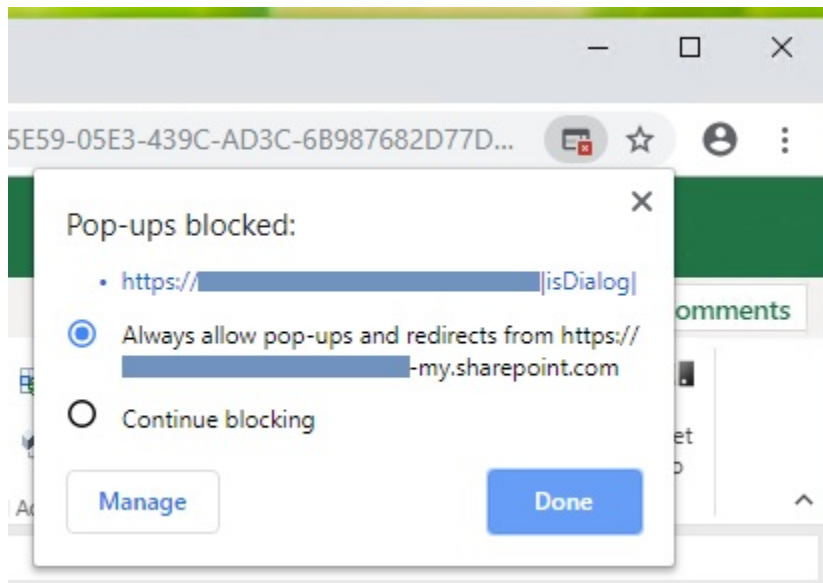 5E59-05E3-439C-AD3C-6B987682D77D...
Pop-ups blocked:
• https:// |isDialog|
Always allow pop-ups and redirects from https://
-my.sharepoint.com
Continue blocking
Manage
Done
omments
et
Ac